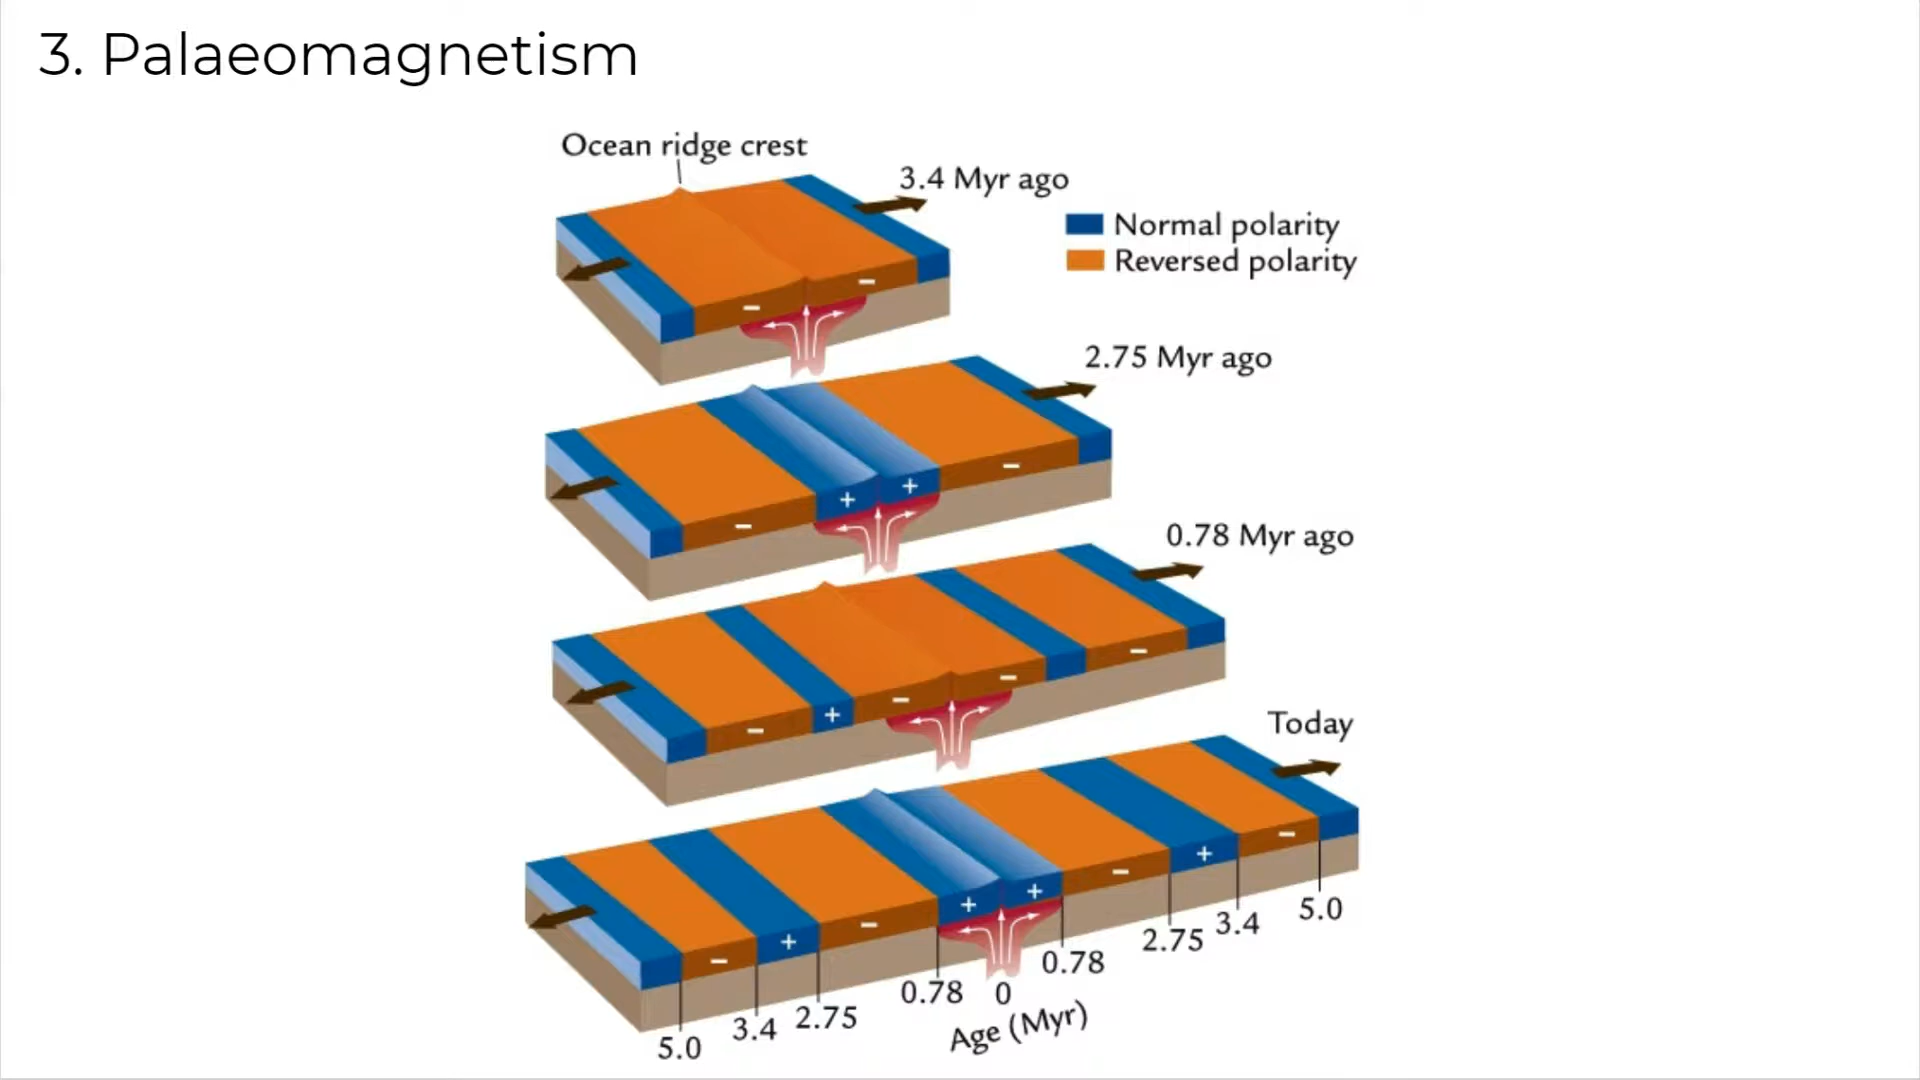 3. Palaeomagnetism
Ocean ridge crest
3.4 Myr ago
Normal polarity
Reversed polarity
− −
2.75 Myr ago
− + + −
0.78 Myr ago
− + − − −
Today
− + − + + − + −
5.0 3.4 2.75 0.78 0 0.78 2.75 3.4 5.0
Age (Myr)